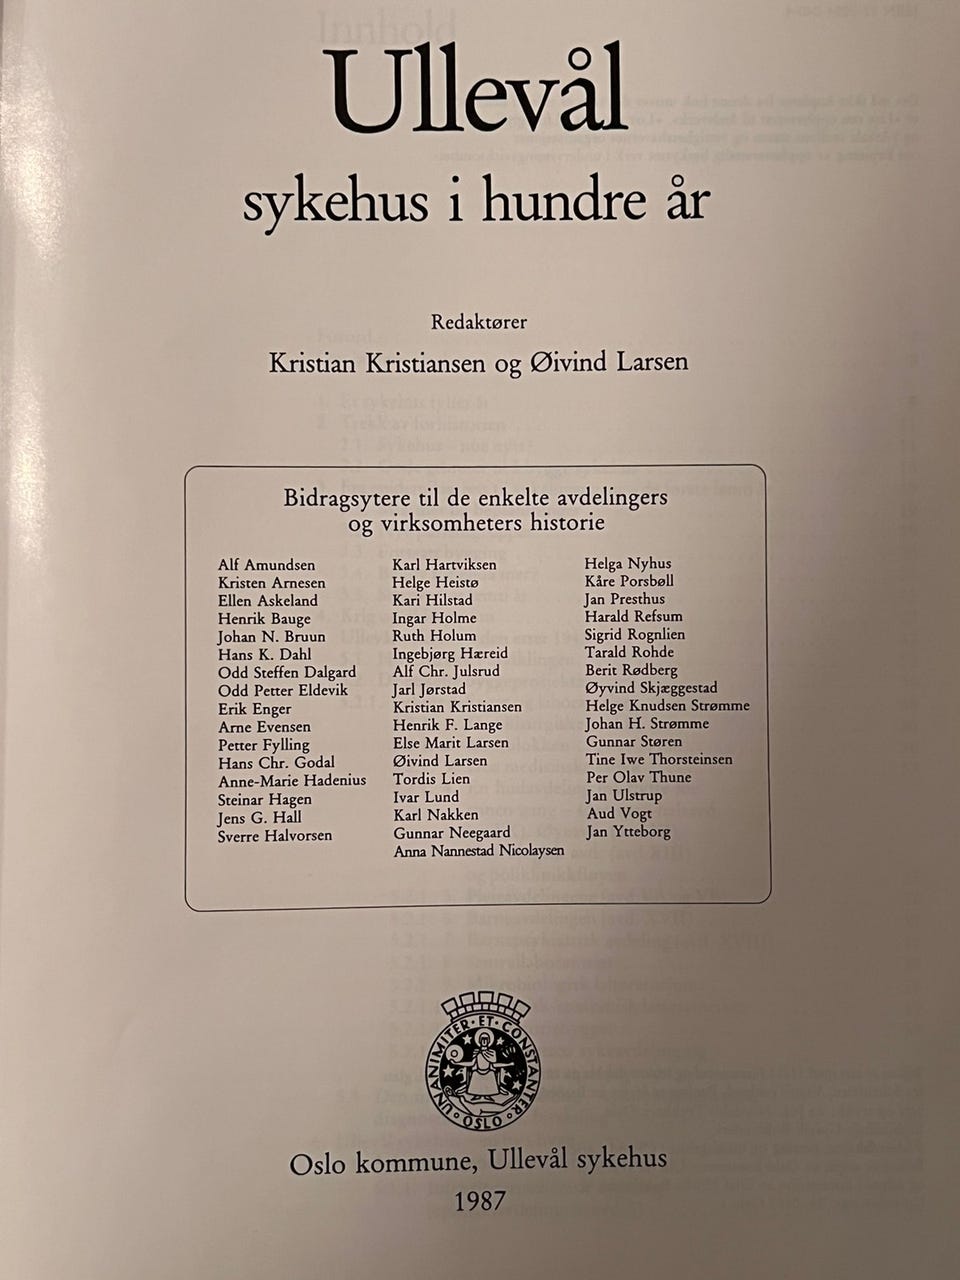 Ullevål
sykehus i hundre år
Redaktører
Kristian Kristiansen og Øivind Larsen
Bidragsytere til de enkelte avdelingers
og virksomheters historie
Alf Amundsen
Kristen Arnesen
Ellen Askeland
Henrik Bauge
Johan N. Bruun
Hans K. Dahl
Odd Steffen Dalgard
Odd Petter Eldevik
Erik Enger
Arne Evensen
Petter Fylling
Hans Chr. Godal
Anne-Marie Hadenius
Steinar Hagen
Jens G. Hall
Sverre Halvorsen
Karl Hartviksen
Helge Heistø
Kari Hilstad
Ingar Holme
Ruth Holum
Ingebjørg Hæreid
Alf Chr. Julsrud
Jarl Jørstad
Kristian Kristiansen
Henrik F. Lange
Else Marit Larsen
Øivind Larsen
Tordis Lien
Ivar Lund
Karl Nakken
Gunnar Neegaard
Anna Nannestad Nicolaysen
Helga Nyhus
Kåre Porsbøll
Jan Presthus
Harald Refsum
Sigrid Rognlien
Tarald Rohde
Berit Rødberg
Øyvind Skjæggestad
Helge Knudsen Strømme
Johan H. Strømme
Gunnar Støren
Tine Iwe Thorsteinsen
Per Olav Thune
Jan Ulstrup
Aud Vogt
Jan Ytteborg
UNANIMITER·ET·CONSTANTER
·OSLO·
Oslo kommune, Ullevål sykehus
1987